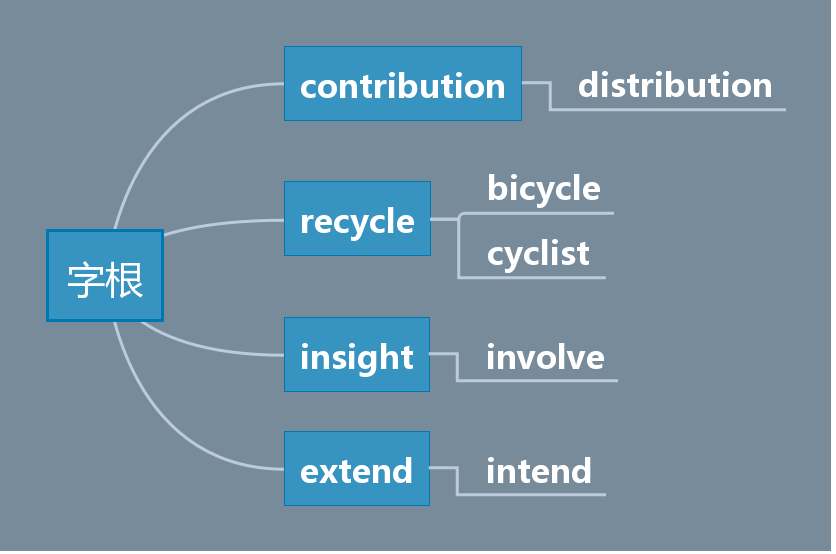 字根
contribution
distribution
recycle
bicycle
cyclist
insight
involve
extend
intend